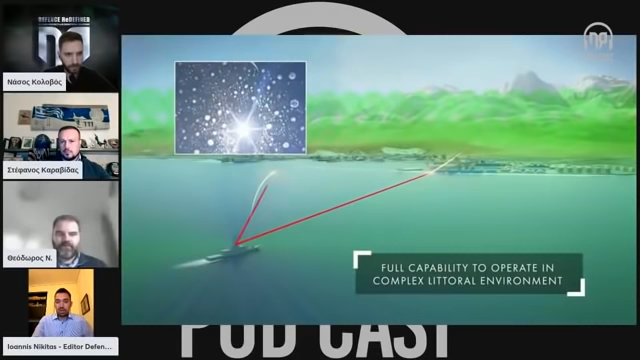 DEFENCE ReDEFINED
Νάσος Κολοβός
Στέφανος Καραβίδας
Θεόδωρος Ν.
Ioannis Nikitas - Editor Defen...
FULL CAPABILITY TO OPERATE IN
COMPLEX LITTORAL ENVIRONMENT
POD CAST